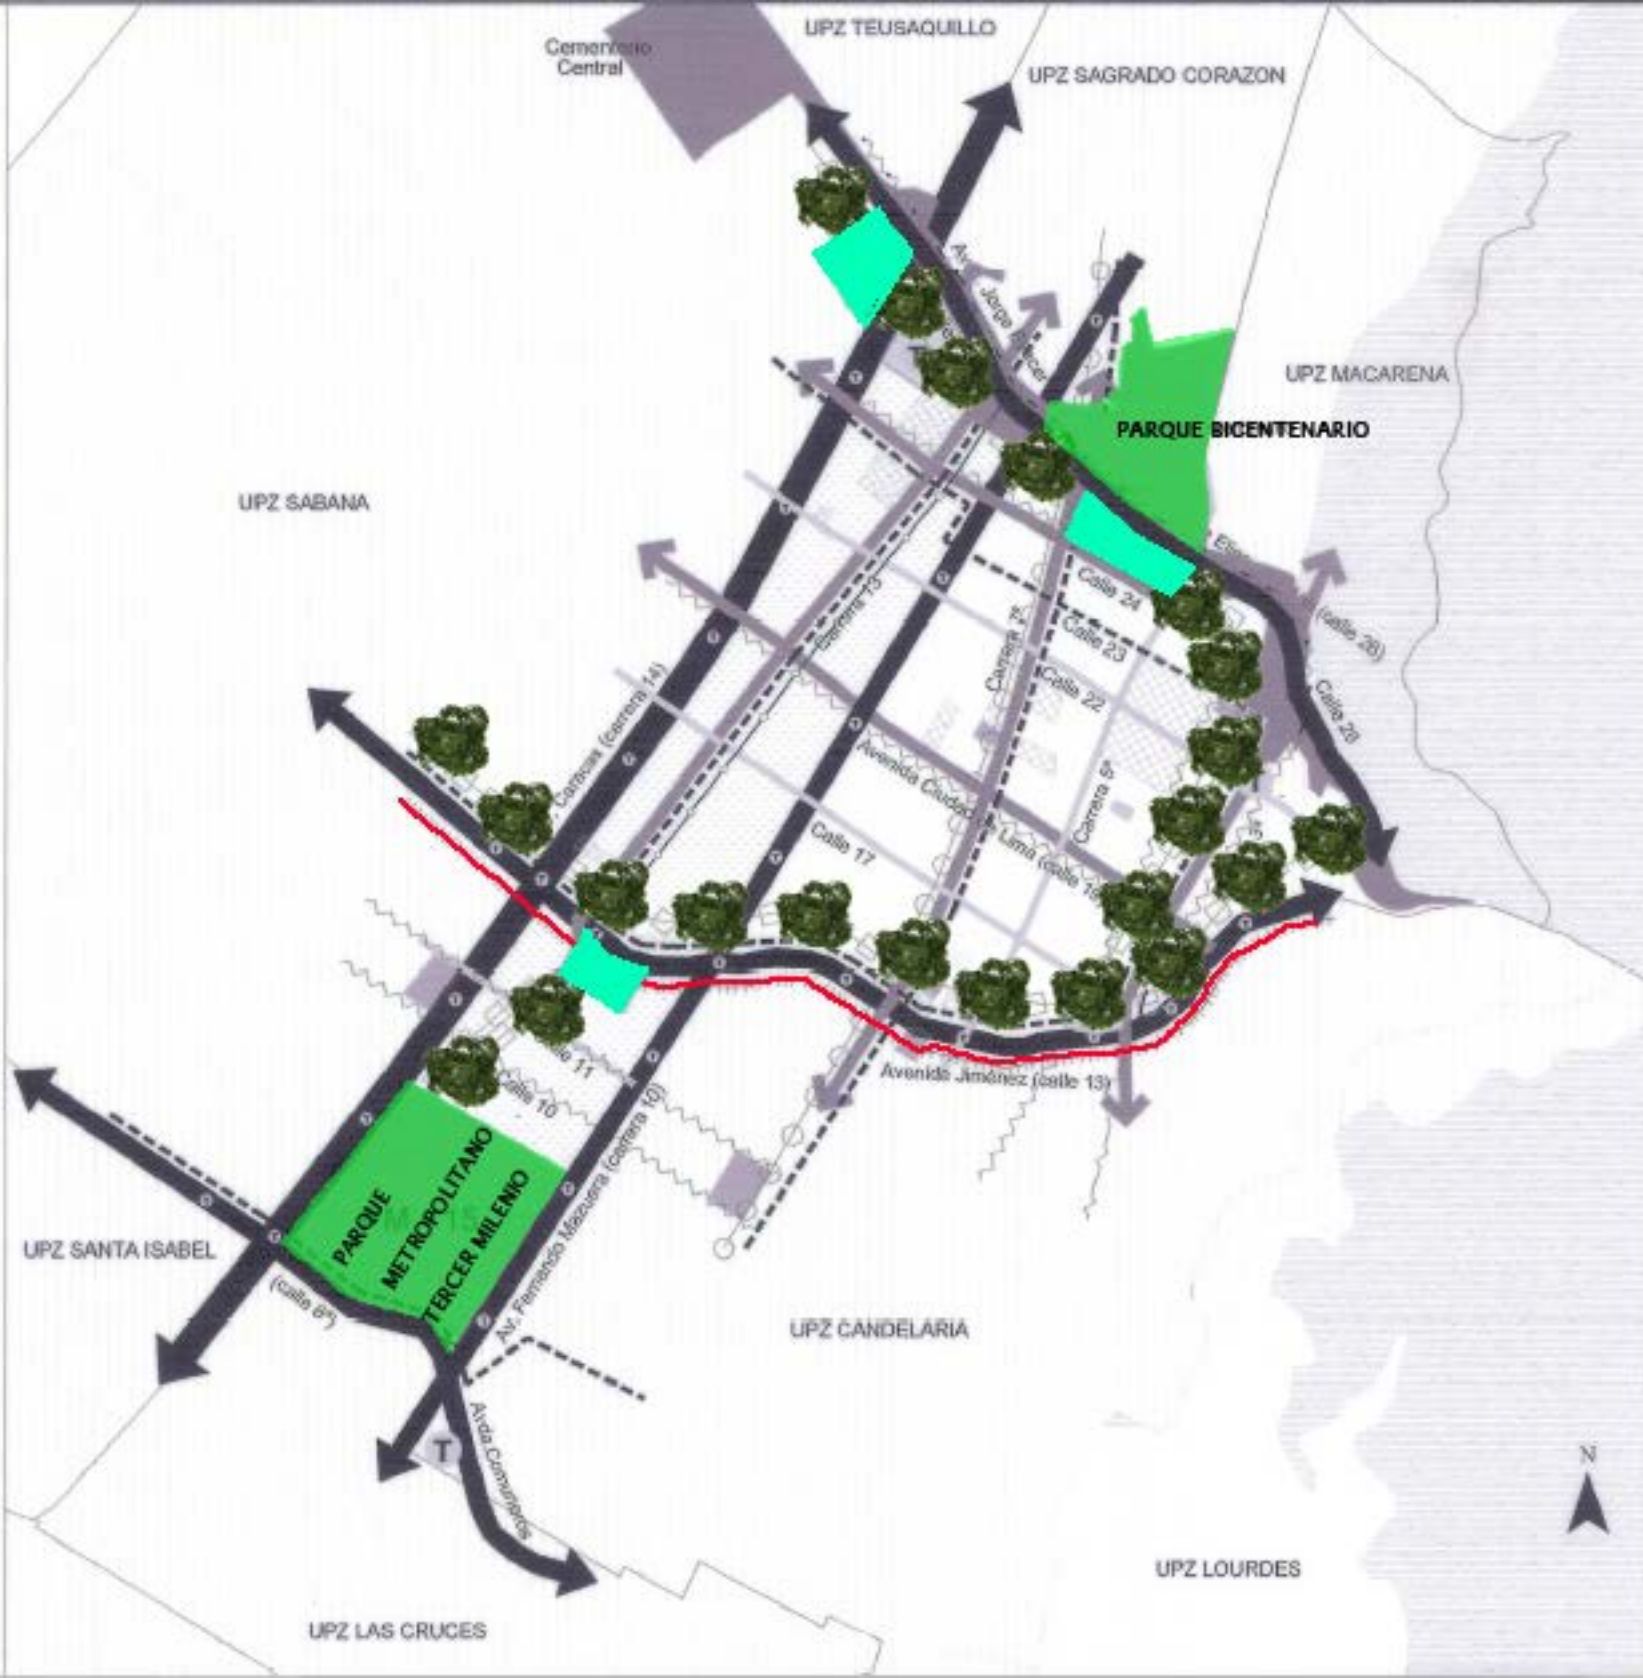 UPZ TEUSAQUILLO
Cementerio
Central
UPZ SAGRADO CORAZON
UPZ MACARENA
PARQUE BICENTENARIO
UPZ SABANA
Calle 24
(calle 26)
Carrera 13
Calle 23
Carrera 7ª
Calle 22
Calle 26
Caracas (carrera 14)
Avenida Ciudad
Lima (calle
Carrera 5ª
Calle 17
Avenida Jiménez (calle 13)
11
Calle 10
PARQUE
METROPOLITANO
TERCER MILENIO
Av. Fernando Mazuera (carrera 10)
UPZ SANTA ISABEL
(calle 6ª)
UPZ CANDELARIA
T
Avda Comuneros
N
UPZ LOURDES
UPZ LAS CRUCES